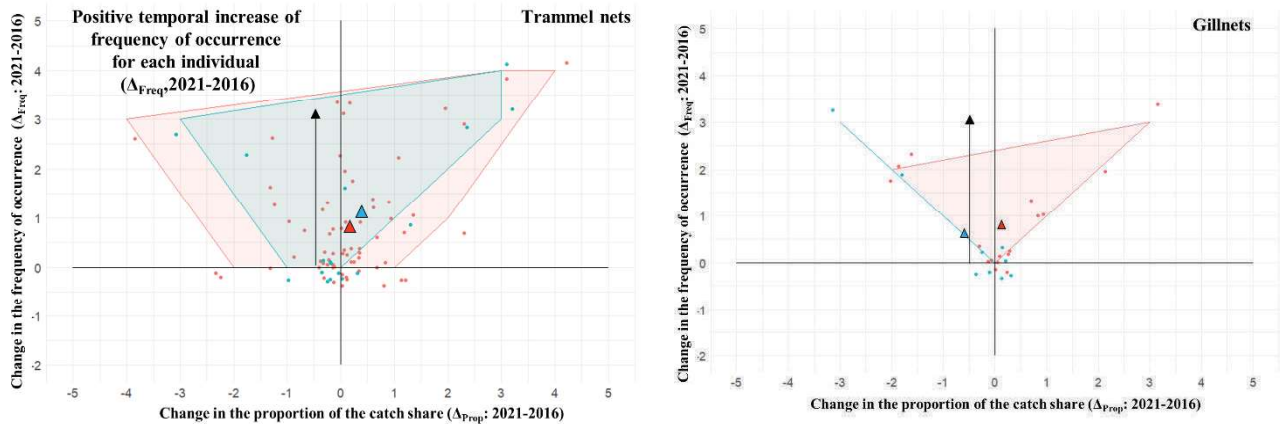 Positive temporal increase of
frequency of occurrence
for each individual
(ΔFreq,2021-2016)
Trammel nets
Change in the frequency of occurrence (ΔFreq: 2021-2016)
5
4
3
2
1
0
-1
-2
-5 -4 -3 -2 -1 0 1 2 3 4 5
Change in the proportion of the catch share (ΔProp: 2021-2016)
Gillnets
Change in the frequency of occurrence (ΔFreq: 2021-2016)
5
4
3
2
1
0
-1
-2
-5 -4 -3 -2 -1 0 1 2 3 4 5
Change in the proportion of the catch share (ΔProp: 2021-2016)